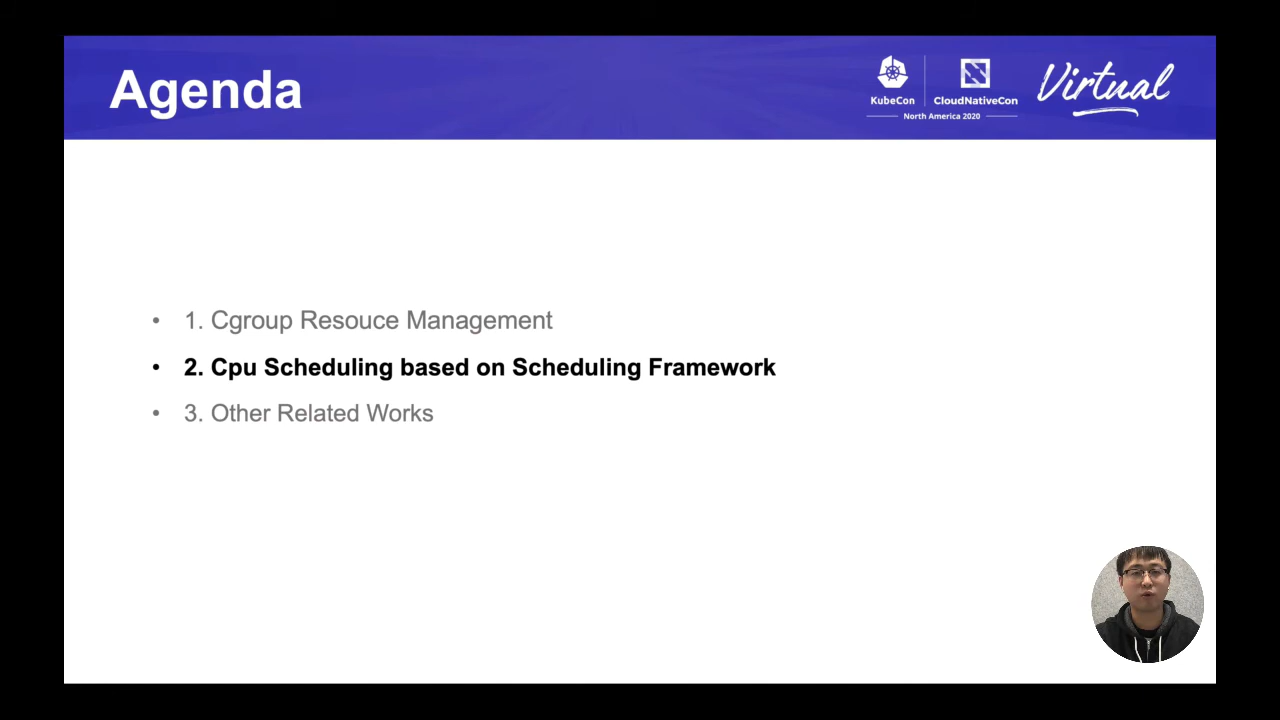 Agenda
KubeCon
CloudNativeCon
North America 2020
Virtual
• 1. Cgroup Resouce Management
• 2. Cpu Scheduling based on Scheduling Framework
• 3. Other Related Works